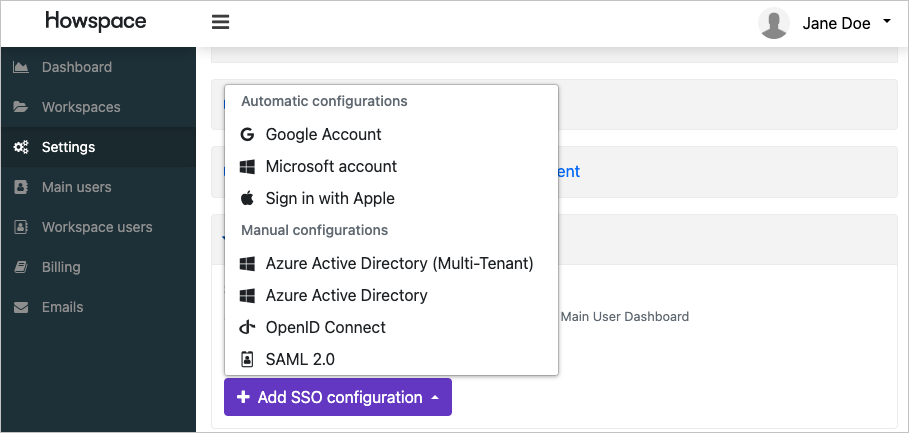 Howspace
Jane Doe
Dashboard
Workspaces
Settings
Main users
Workspace users
Billing
Emails
Automatic configurations
Google Account
Microsoft account
Sign in with Apple
Manual configurations
Azure Active Directory (Multi-Tenant)
Azure Active Directory
OpenID Connect
SAML 2.0
ent
Main User Dashboard
Add SSO configuration